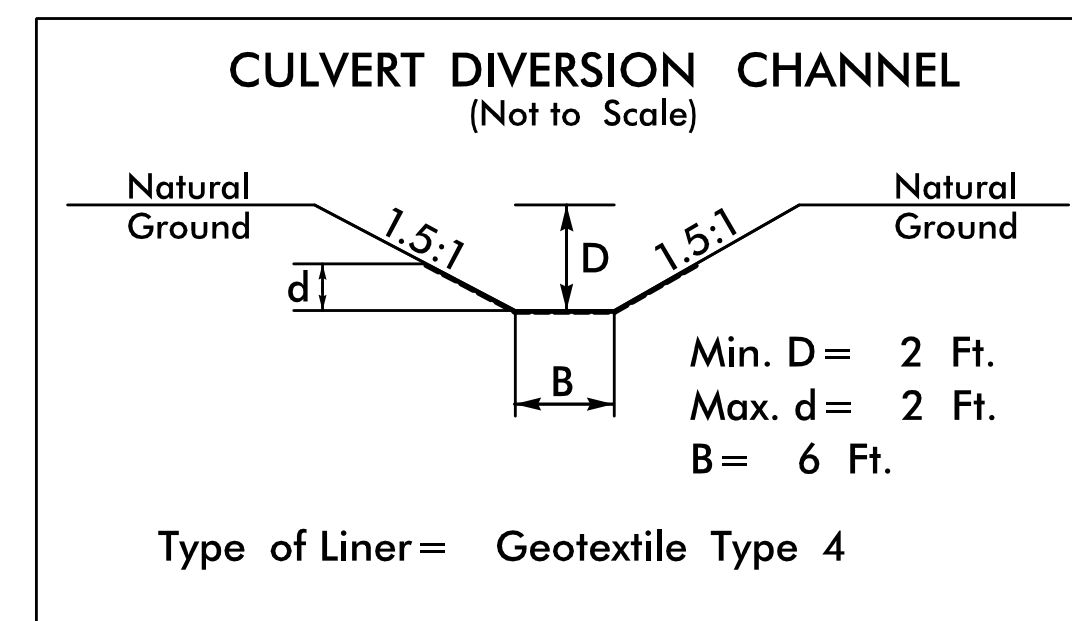 CULVERT DIVERSION CHANNEL
(Not to Scale)
Natural
Ground
1.5:1
D
1.5:1
Natural
Ground
d
B
Min. D= 2 Ft.
Max. d= 2 Ft.
B= 6 Ft.
Type of Liner= Geotextile Type 4